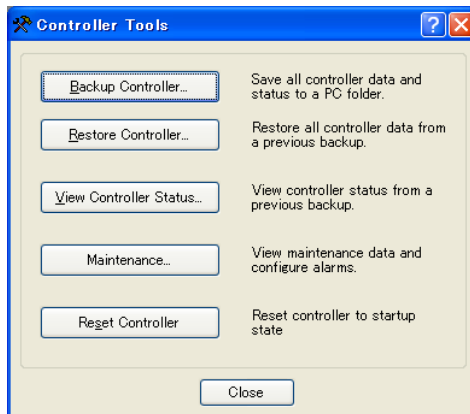 Controller Tools
Backup Controller...
Save all controller data and
status to a PC folder.
Restore Controller...
Restore all controller data from
a previous backup.
View Controller Status...
View controller status from a
previous backup.
Maintenance...
View maintenance data and
configure alarms.
Reset Controller
Reset controller to startup
state
Close